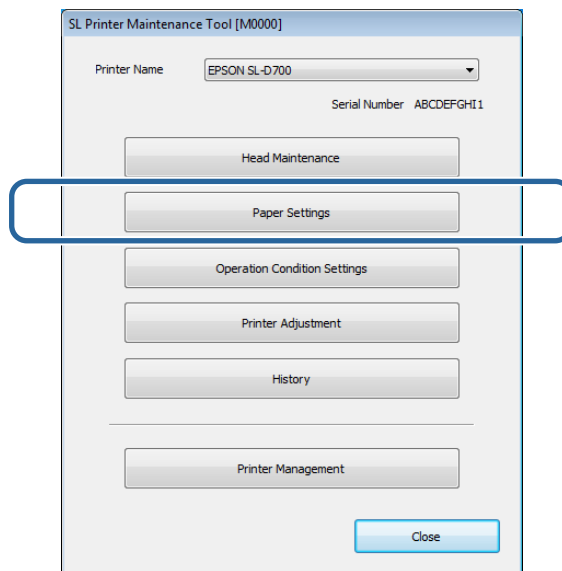 SL Printer Maintenance Tool [M0000]
Printer Name EPSON SL-D700
Serial Number ABCDEFGHI1
Head Maintenance
Paper Settings
Operation Condition Settings
Printer Adjustment
History
Printer Management
Close